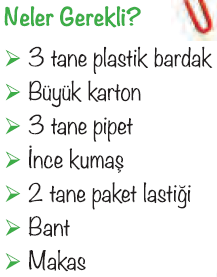 Neler Gerekli?
➤ 3 tane plastik bardak
➤ Büyük karton
➤ 3 tane pipet
➤ İnce kumaş
➤ 2 tane paket lastiği
➤ Bant
➤ Makas